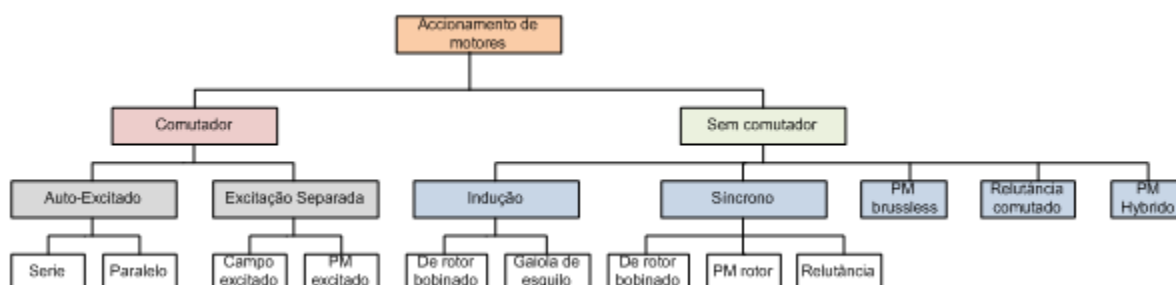 Accionamento de
motores
Comutador
Sem comutador
Auto-Excitado
Excitação Separada
Indução
Síncrono
PM
brussless
Relutância
comutado
PM
Hybrido
Serie
Paralelo
Campo
excitado
PM
excitado
De rotor
bobinado
Gaiola de
esquilo
De rotor
bobinado
PM rotor
Relutância